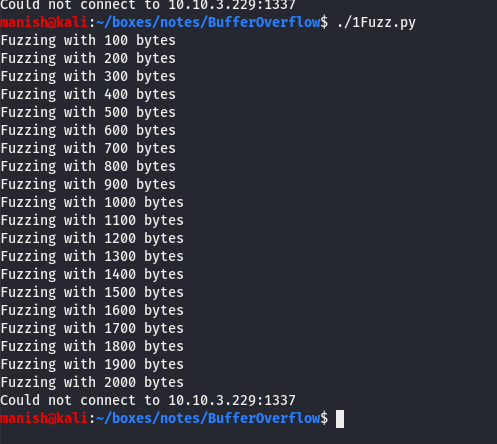 Could not connect to 10.10.3.229:1337
manish@kali:~/boxes/notes/BufferOverflow$ ./1Fuzz.py
Fuzzing with 100 bytes
Fuzzing with 200 bytes
Fuzzing with 300 bytes
Fuzzing with 400 bytes
Fuzzing with 500 bytes
Fuzzing with 600 bytes
Fuzzing with 700 bytes
Fuzzing with 800 bytes
Fuzzing with 900 bytes
Fuzzing with 1000 bytes
Fuzzing with 1100 bytes
Fuzzing with 1200 bytes
Fuzzing with 1300 bytes
Fuzzing with 1400 bytes
Fuzzing with 1500 bytes
Fuzzing with 1600 bytes
Fuzzing with 1700 bytes
Fuzzing with 1800 bytes
Fuzzing with 1900 bytes
Fuzzing with 2000 bytes
Could not connect to 10.10.3.229:1337
manish@kali:~/boxes/notes/BufferOverflow$